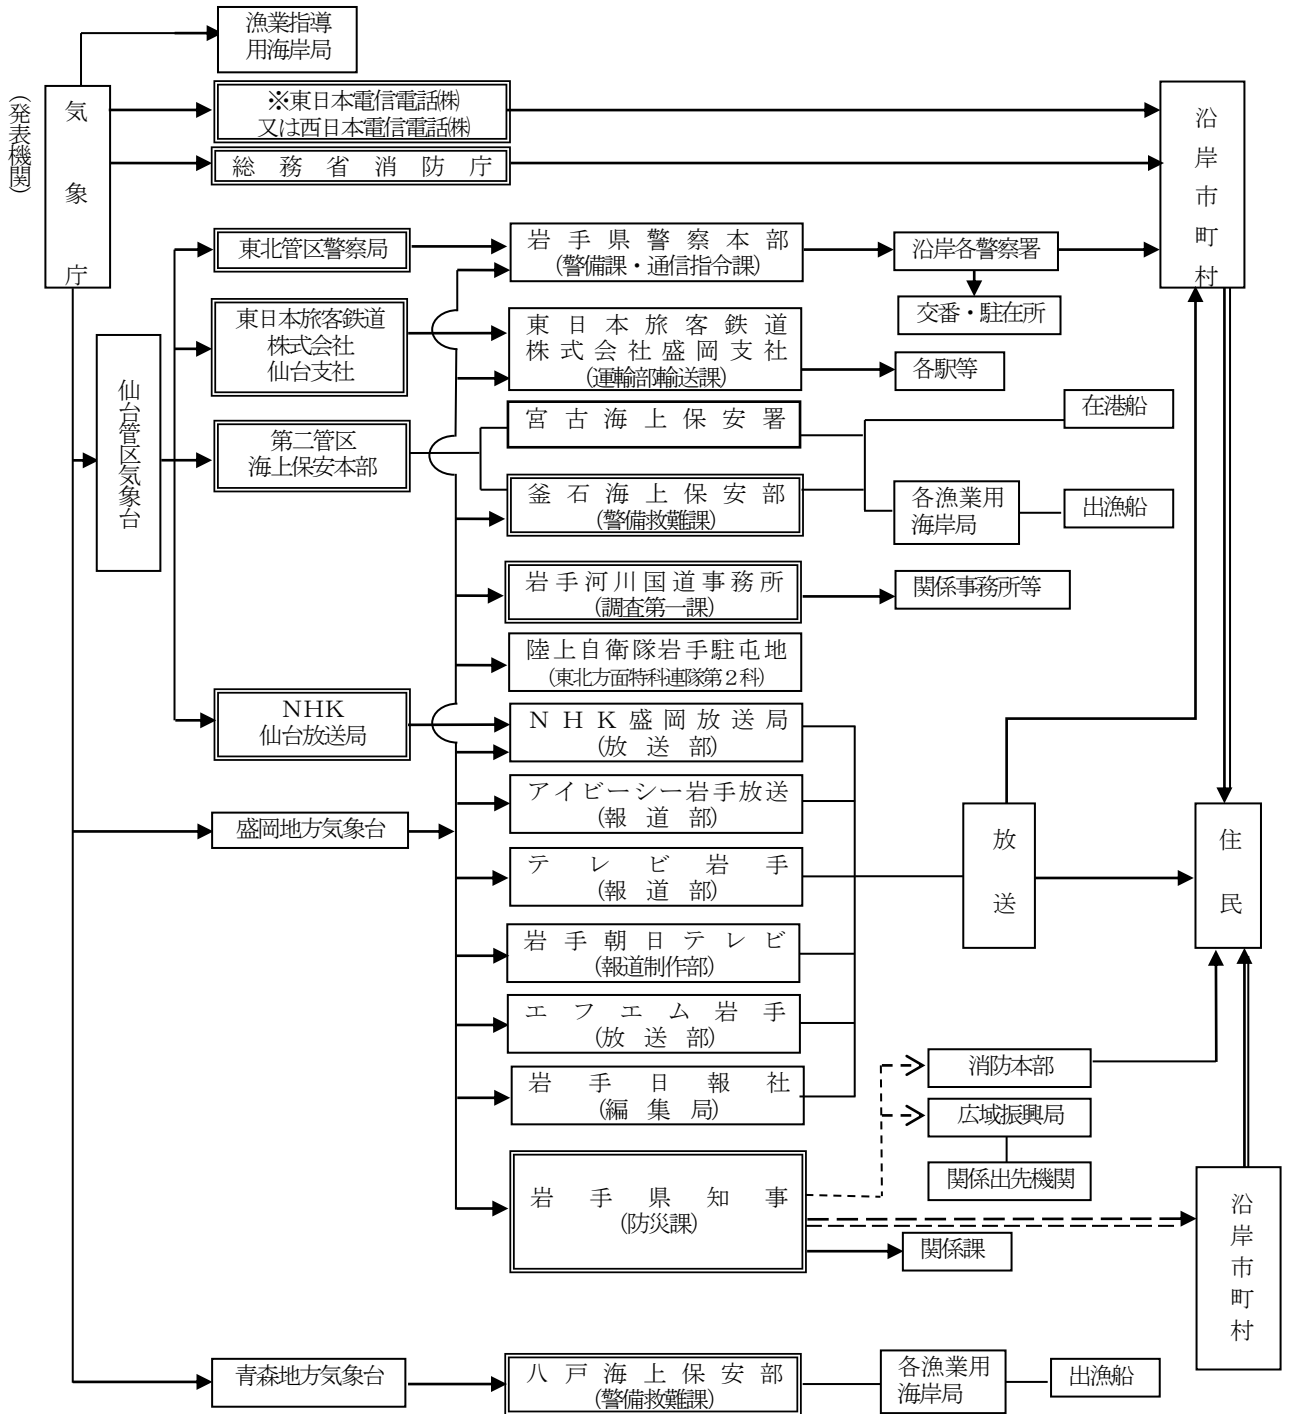 漁業指導
用海岸局
(発表機関)
気象庁
※東日本電信電話㈱
又は西日本電信電話㈱
総務省消防庁
沿岸市町村
東北管区警察局
岩手県警察本部
(警備課・通信指令課)
沿岸各警察署
交番・駐在所
東日本旅客鉄道
株式会社
仙台支社
東日本旅客鉄道
株式会社盛岡支社
(運輸部輸送課)
各駅等
仙台管区気象台
第二管区
海上保安本部
宮古海上保安署
在港船
釜石海上保安部
(警備救難課)
各漁業用
海岸局
出漁船
岩手河川国道事務所
(調査第一課)
関係事務所等
陸上自衛隊岩手駐屯地
(東北方面特科連隊第2科)
NHK
仙台放送局
NHK盛岡放送局
(放送部)
アイビーシー岩手放送
(報道部)
盛岡地方気象台
テレビ岩手
(報道部)
放送
住民
岩手朝日テレビ
(報道制作部)
エフエム岩手
(放送部)
岩手日報社
(編集局)
消防本部
広域振興局
関係出先機関
岩手県知事
(防災課)
関係課
沿岸市町村
青森地方気象台
八戸海上保安部
(警備救難課)
各漁業用
海岸局
出漁船